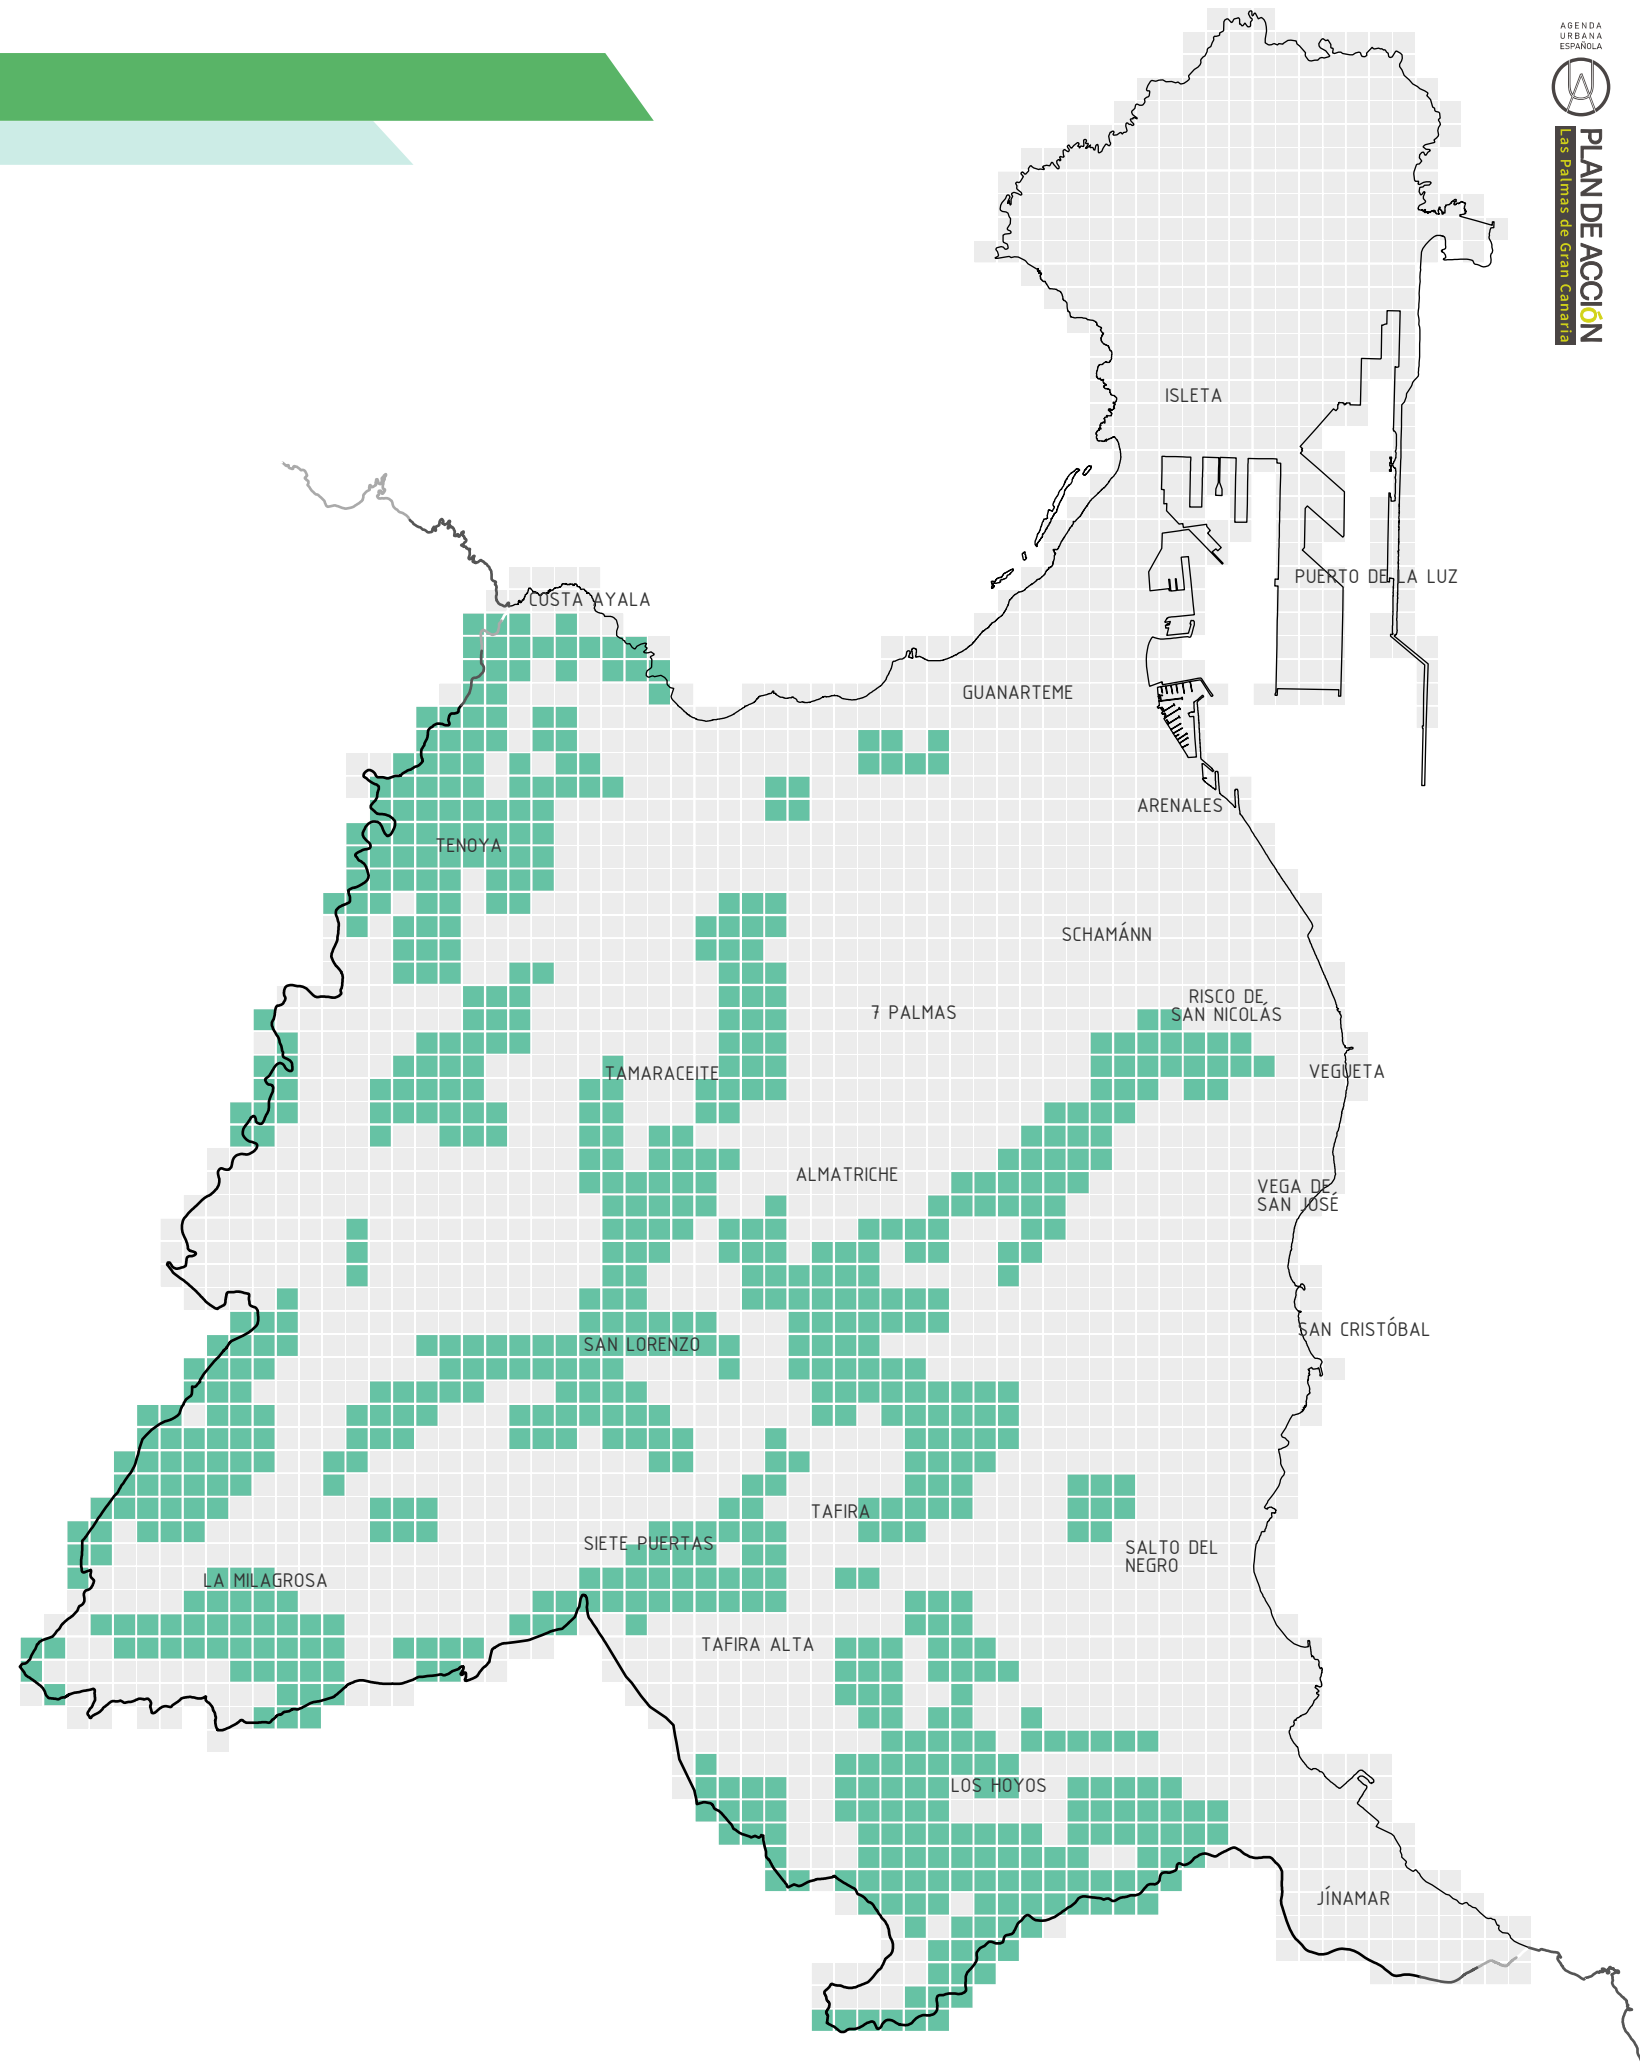 AGENDA
URBANA
ESPAÑOLA
PLAN DE ACCIÓN
Las Palmas de Gran Canaria
ISLETA
PUERTO DE LA LUZ
COSTA AYALA
GUANARTEME
ARENALES
TENOYA
SCHAMÁNN
RISCO DE
SAN NICOLÁS
7 PALMAS
TAMARACEITE
VEGUETA
ALMATRICHE
VEGA DE
SAN JOSÉ
SAN CRISTÓBAL
SAN LORENZO
TAFIRA
SIETE PUERTAS
SALTO DEL
NEGRO
LA MILAGROSA
TAFIRA ALTA
LOS HOYOS
JÍNAMAR